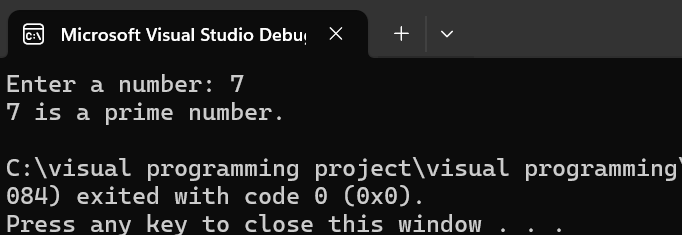 Microsoft Visual Studio Debu
Enter a number: 7
7 is a prime number.
C:\visual programming project\visual programming\
084) exited with code 0 (0x0).
Press any key to close this window . . .